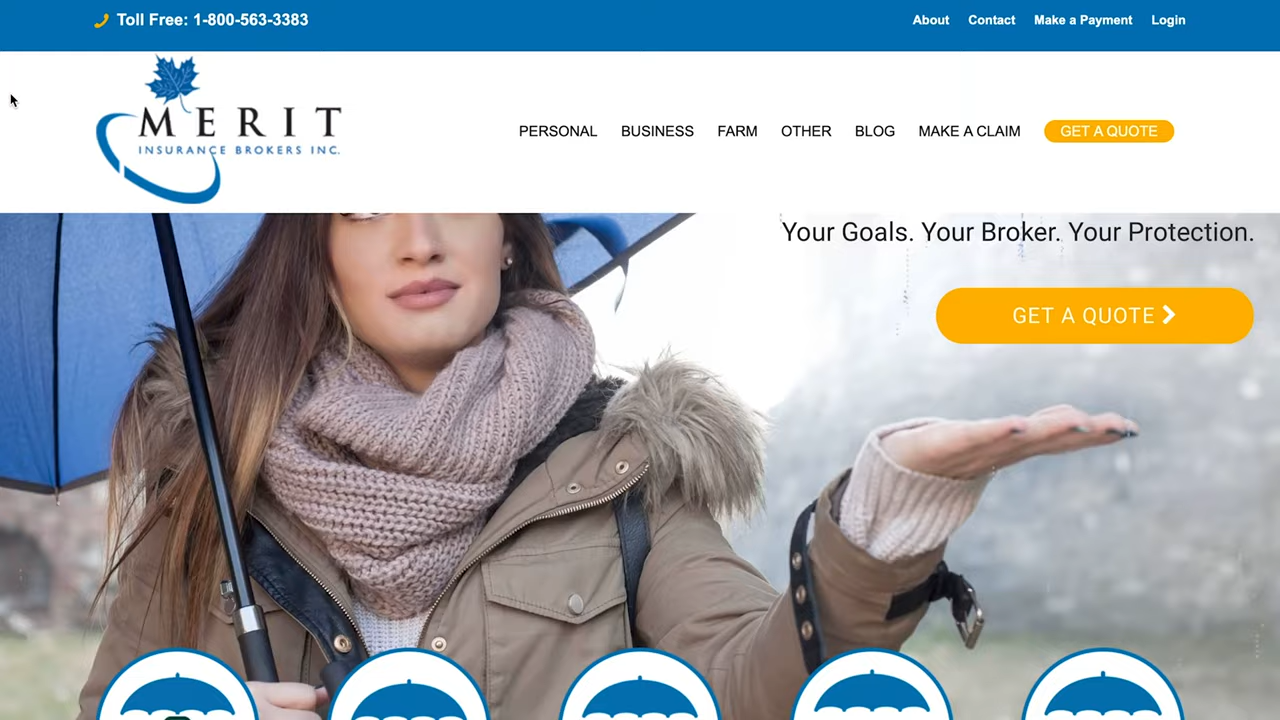 Toll Free: 1-800-563-3383
About Contact Make a Payment Login
MERIT
INSURANCE BROKERS INC.
PERSONAL BUSINESS FARM OTHER BLOG MAKE A CLAIM GET A QUOTE
Your Goals. Your Broker. Your Protection.
GET A QUOTE